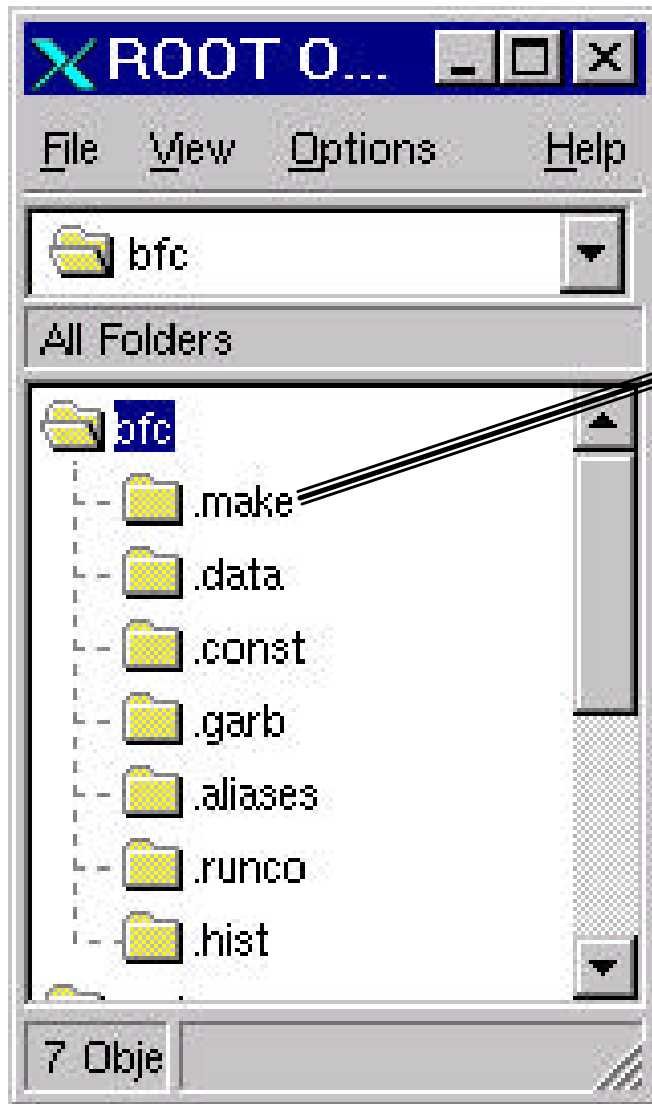 ROOT O...
File View Options Help
bfc
All Folders
bfc
.make
.data
.const
.garb
.aliases
.runco
.hist
7 Obje